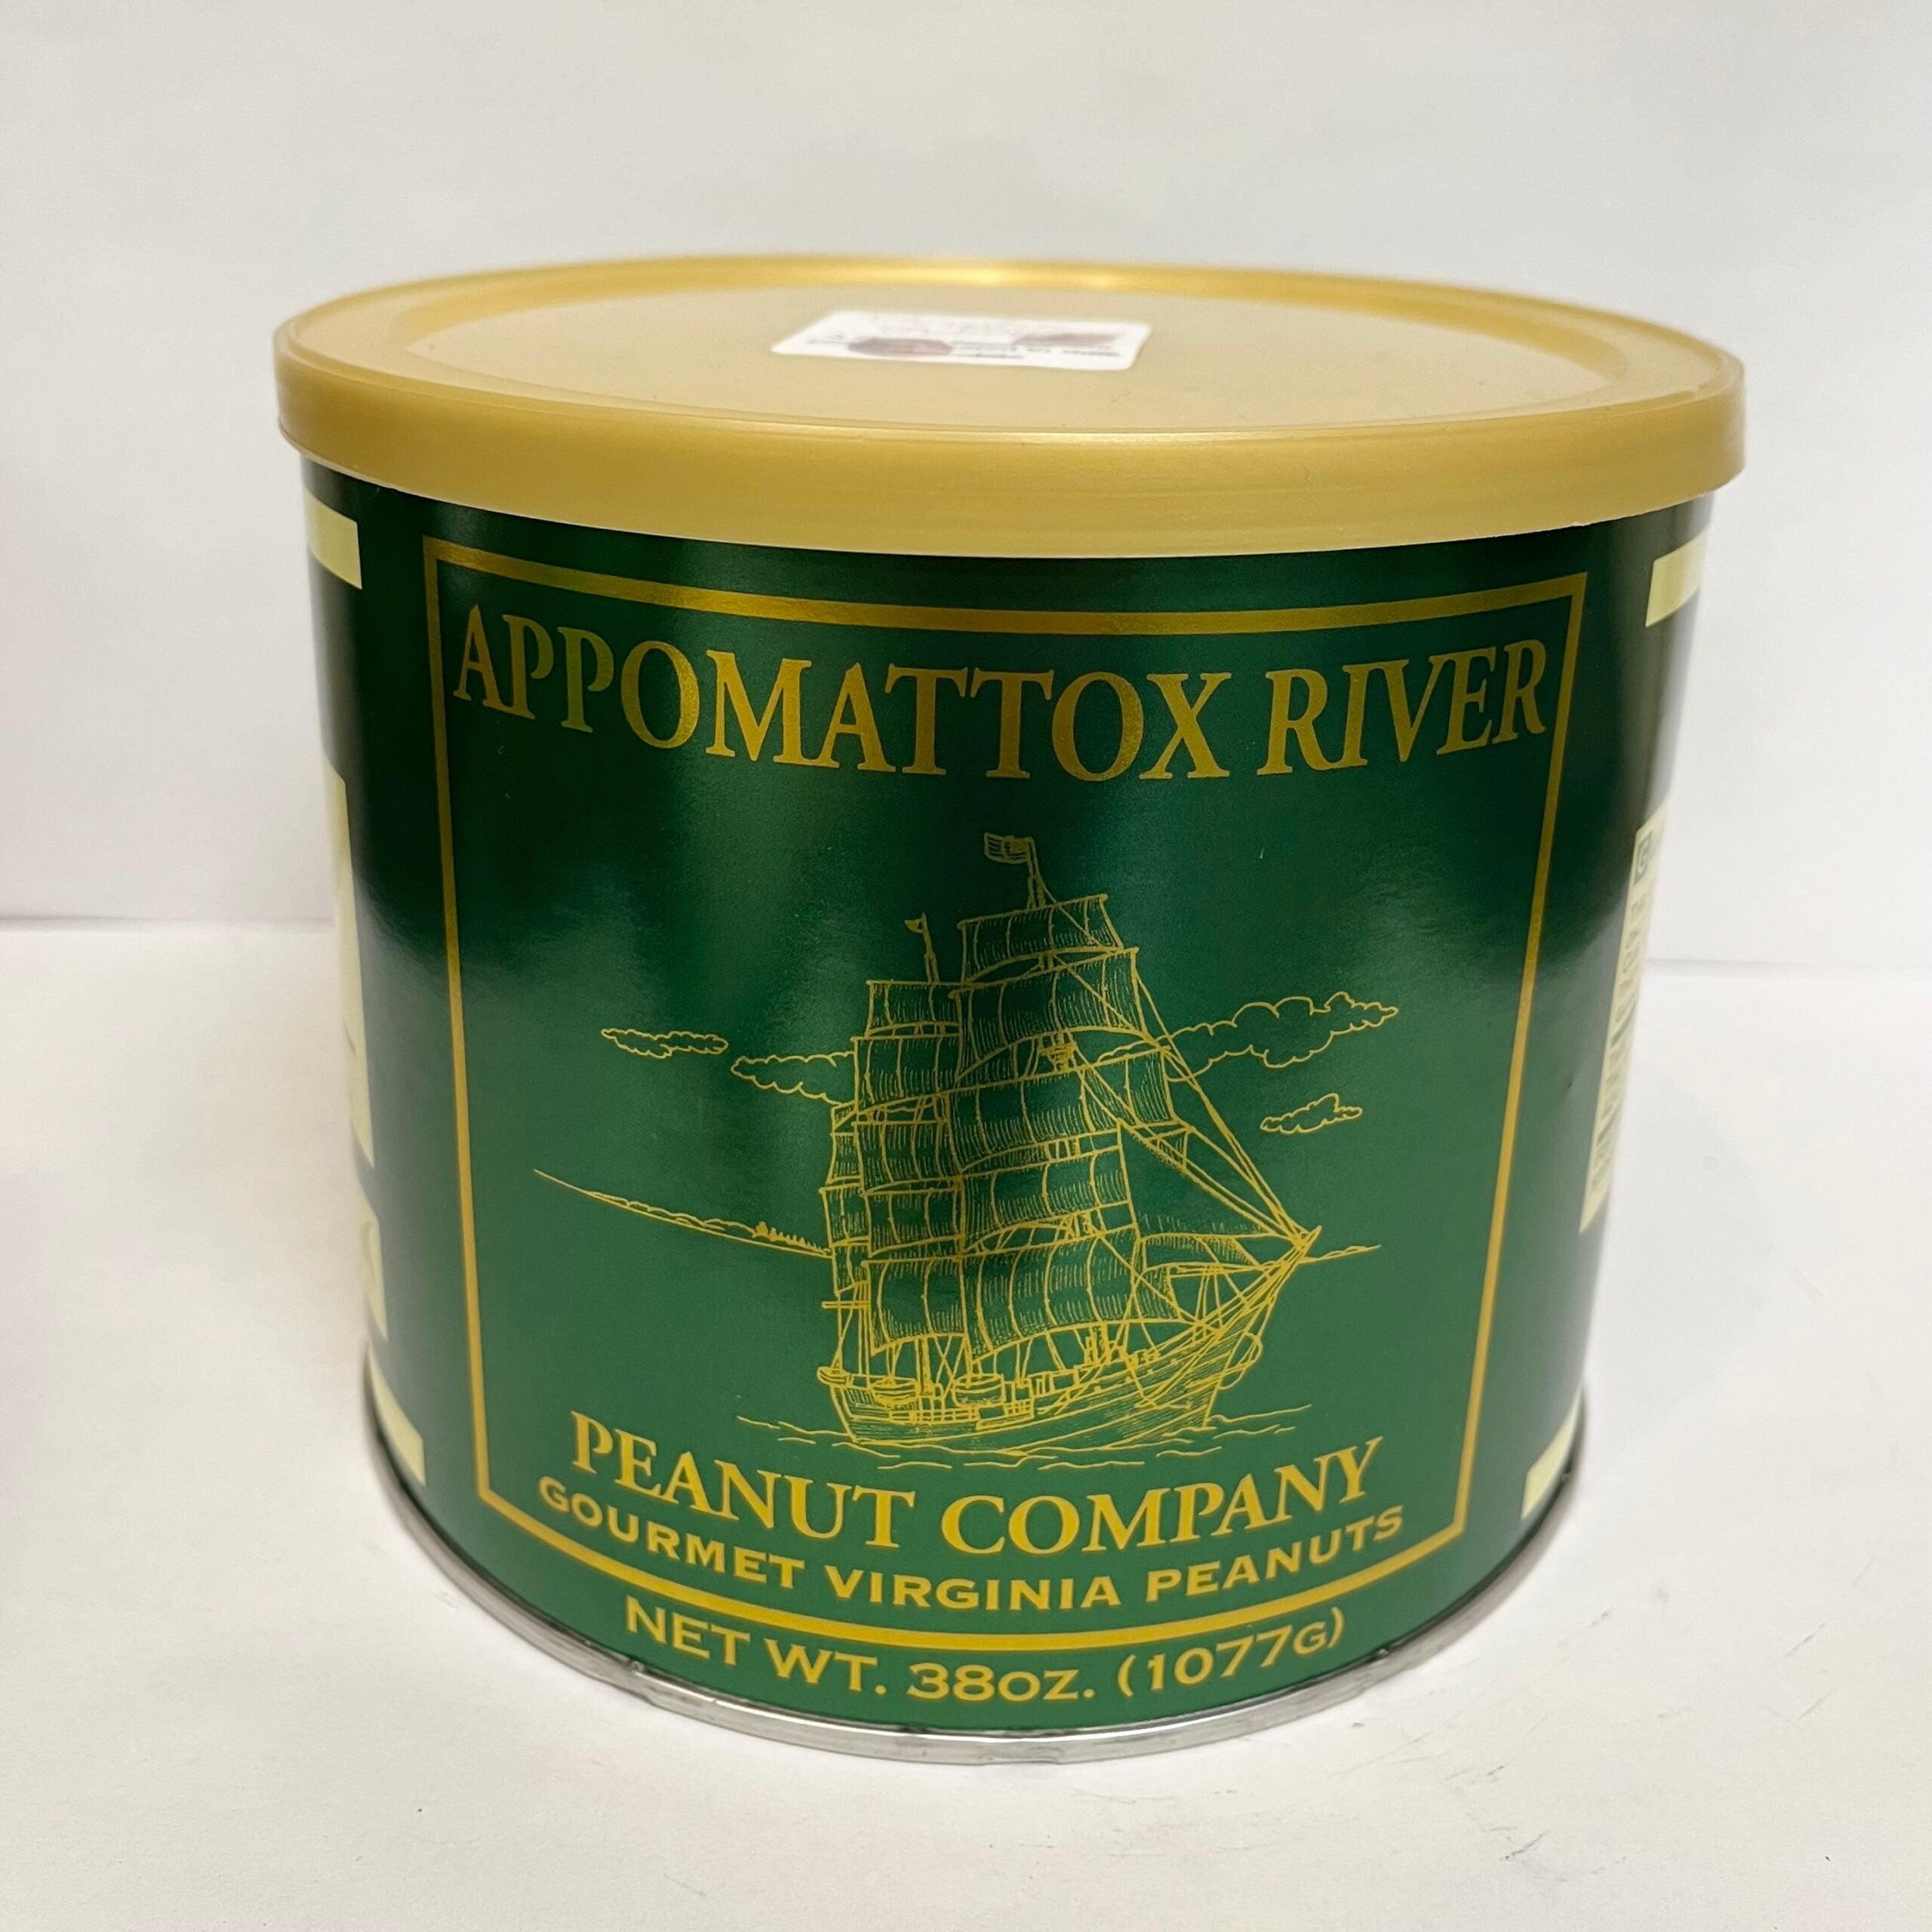 APPOMATTOX RIVER
PEANUT COMPANY
GOURMET VIRGINIA PEANUTS
NET WT. 38OZ. (1077G)